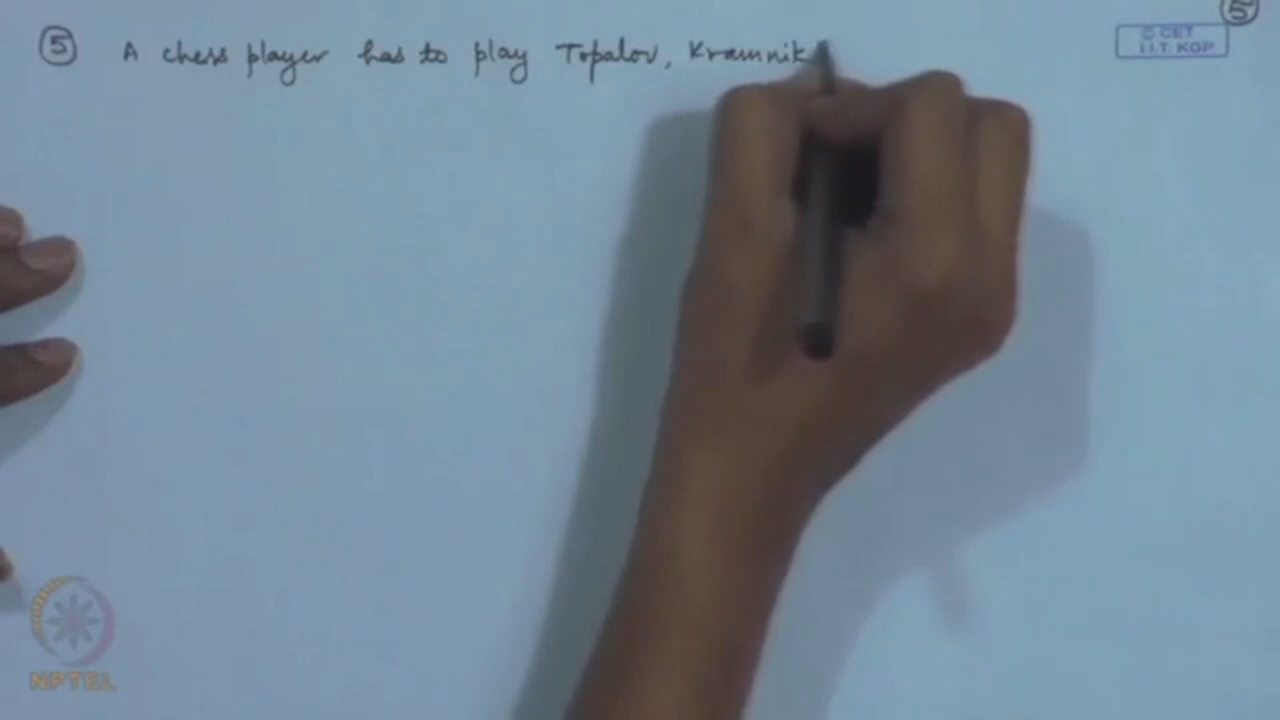 5
5 A chess player has to play Topalov, Kramnik
© CET
I.I.T. KGP
NPTEL